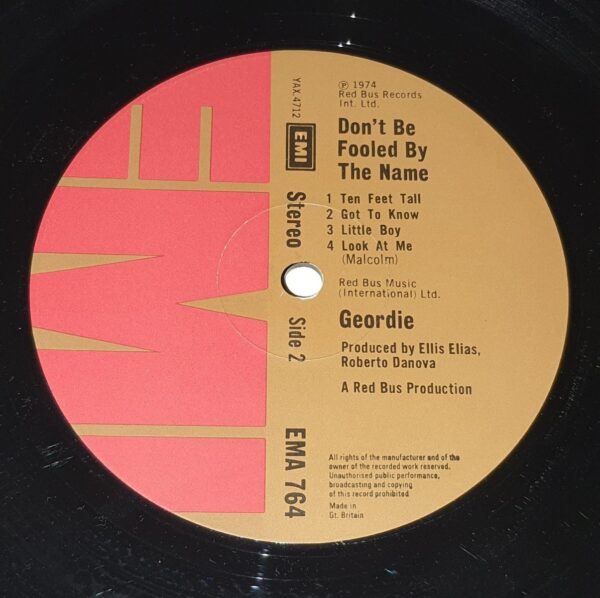 ℗ 1974
Red Bus Records
Int. Ltd.
Don't Be
Fooled By
The Name
1 Ten Feet Tall
2 Got To Know
3 Little Boy
4 Look At Me
(Malcolm)
Red Bus Music
(International) Ltd.
Geordie
Produced by Ellis Elias,
Roberto Danova
A Red Bus Production
All rights of the manufacturer and of the
owner of the recorded work reserved.
Unauthorised public performance,
broadcasting and copying
of this record prohibited
Made in
Gt. Britain
YAX.4712
EMI
Stereo
Side 2
EMA 764
EMI